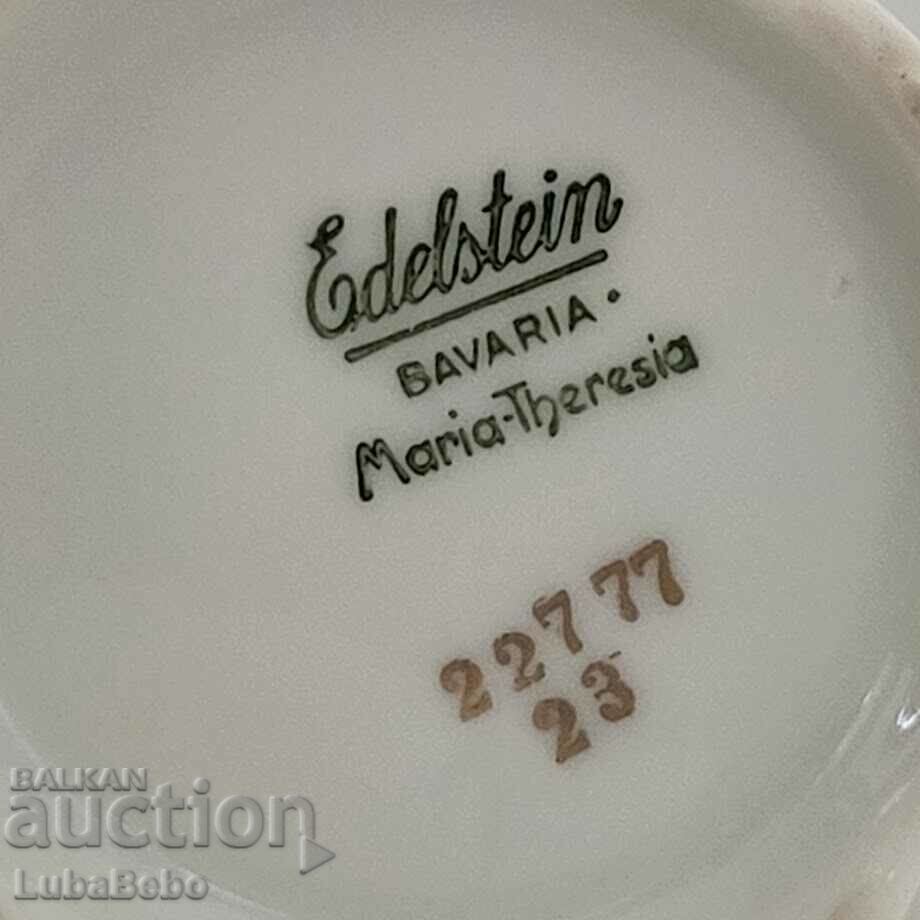 Edelstein
BAVARIA.
Maria-Theresia
22777
23
BALKAN
auction
LubaBebo